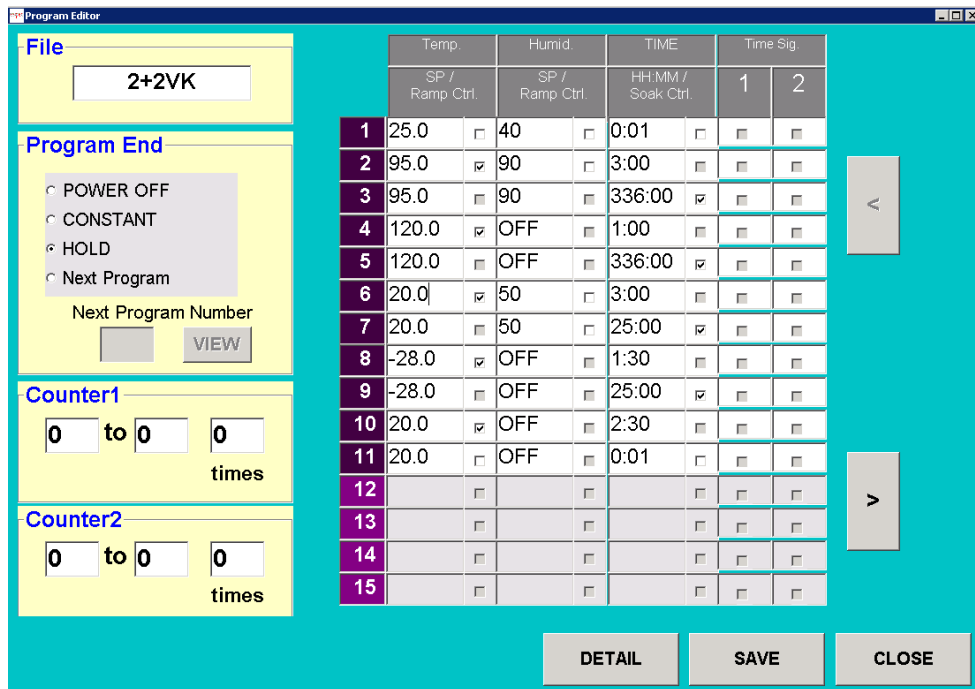 Program Editor
File
2+2VK
Program End
POWER OFF
CONSTANT
HOLD
Next Program
Next Program Number
VIEW
Counter1
0 to 0 0
times
Counter2
0 to 0 0
times
Temp. Humid. TIME Time Sig.
SP / SP / HH:MM / 1 2
Ramp Ctrl. Ramp Ctrl. Soak Ctrl.
1 25.0 40 0:01
2 95.0 90 3:00
3 95.0 90 336:00
4 120.0 OFF 1:00
5 120.0 OFF 336:00
6 20.0 50 3:00
7 20.0 50 25:00
8 -28.0 OFF 1:30
9 -28.0 OFF 25:00
10 20.0 OFF 2:30
11 20.0 OFF 0:01
12
13
14
15
<
>
DETAIL SAVE CLOSE